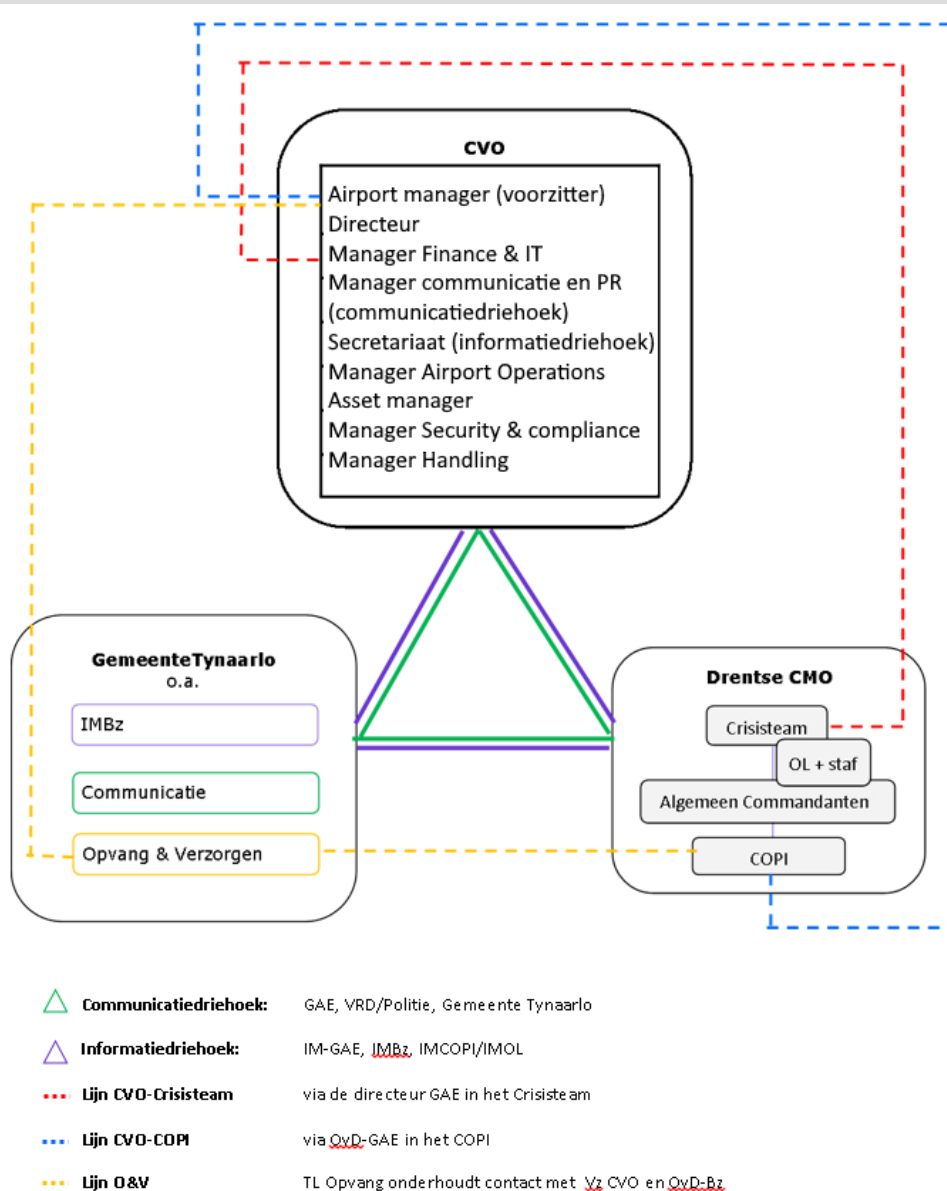 CVO
Airport manager (voorzitter)
Directeur
Manager Finance & IT
Manager communicatie en PR
(communicatiedriehoek)
Secretariaat (informatiedriehoek)
Manager Airport Operations
Asset manager
Manager Security & compliance
Manager Handling
GemeenteTynaarlo
o.a.
IMBz
Communicatie
Opvang & Verzorgen
Drentse CMO
Crisisteam
OL + staf
Algemeen Commandanten
COPI
Communicatiedriehoek: GAE, VRD/Politie, Gemeente Tynaarlo
Informatiedriehoek: IM-GAE, IMBz, IMCOPI/IMOL
Lijn CVO-Crisisteam via de directeur GAE in het Crisisteam
Lijn CVO-COPI via OvD-GAE in het COPI
Lijn O&V TL Opvang onderhoudt contact met Vz CVO en OvD-Bz